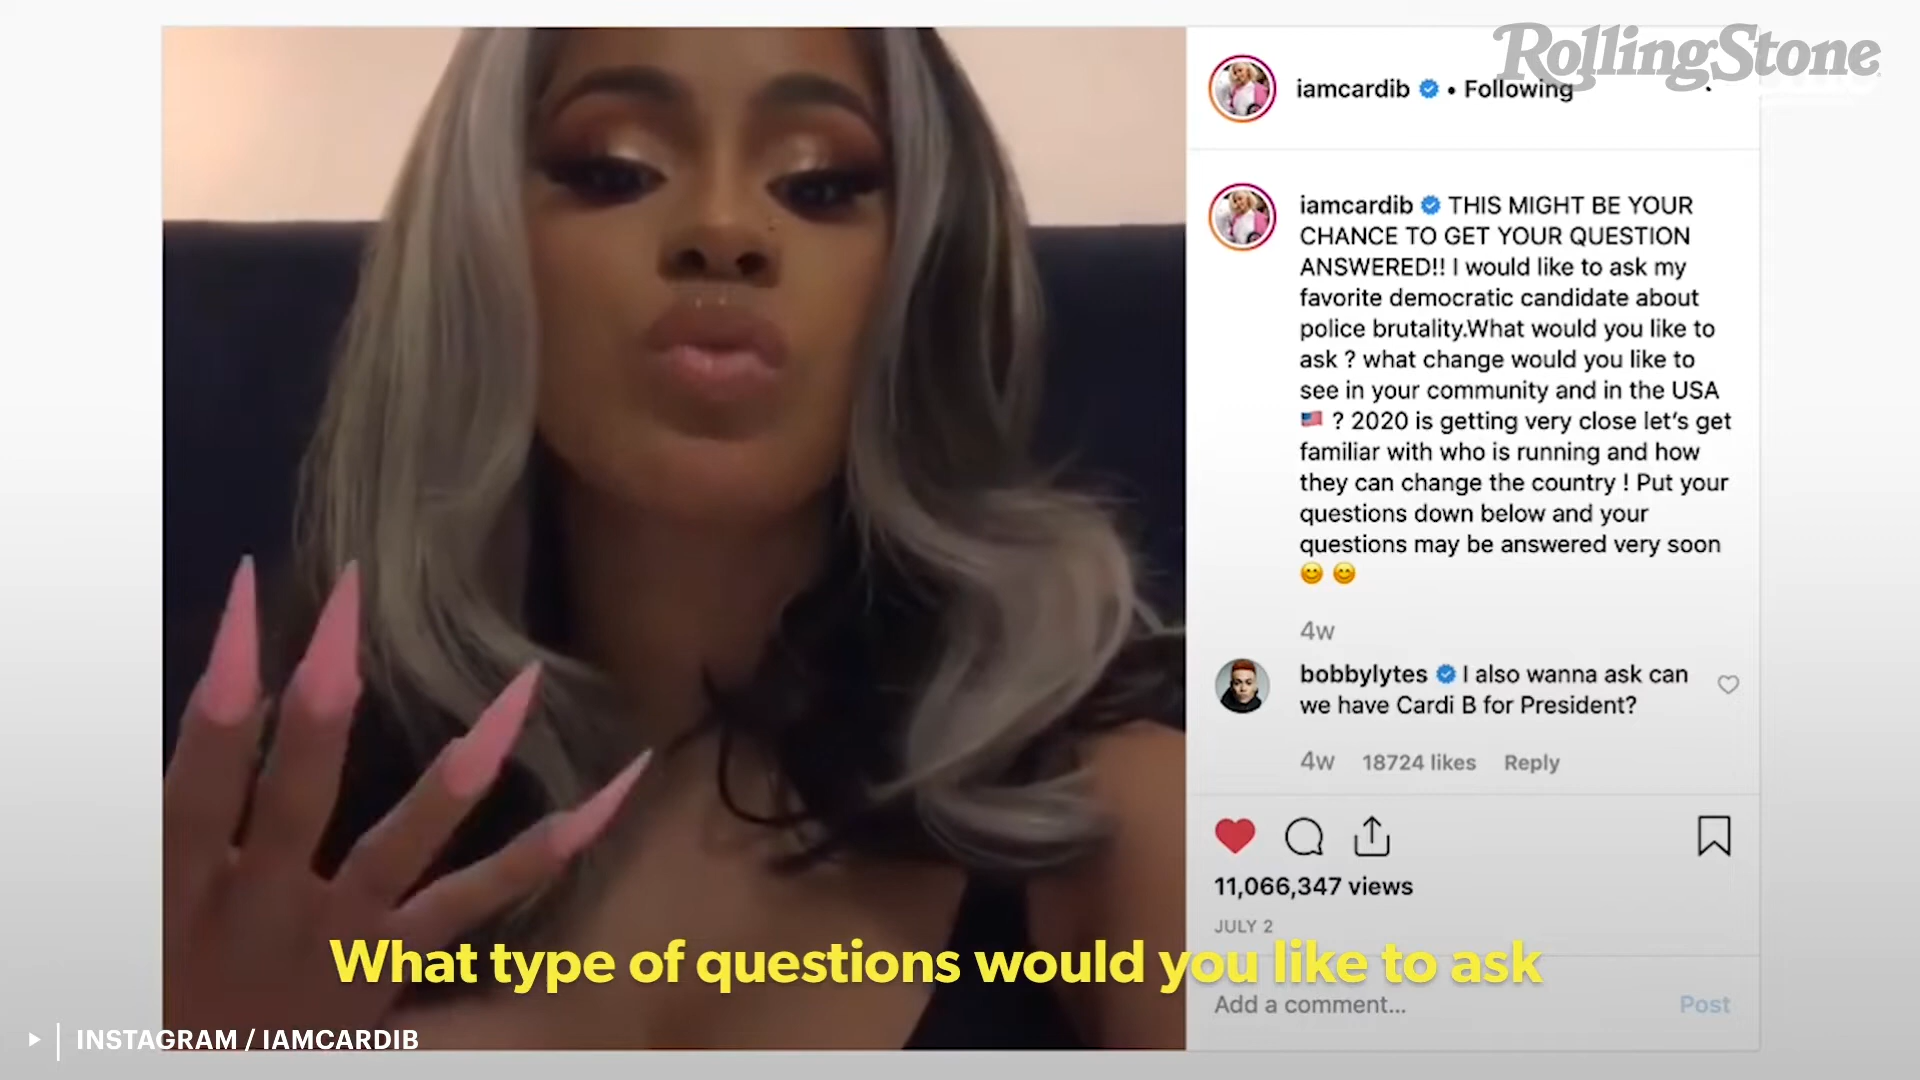 RollingStone
iamcardib • Following
iamcardib THIS MIGHT BE YOUR
CHANCE TO GET YOUR QUESTION
ANSWERED!! I would like to ask my
favorite democratic candidate about
police brutality.What would you like to
ask ? what change would you like to
see in your community and in the USA
🇺🇸 ? 2020 is getting very close let's get
familiar with who is running and how
they can change the country ! Put your
questions down below and your
questions may be answered very soon
😊 😊
4w
bobbylytes I also wanna ask can
we have Cardi B for President?
4w 18724 likes Reply
11,066,347 views
JULY 2
What type of questions would you like to ask
Add a comment... Post
INSTAGRAM / IAMCARDIB